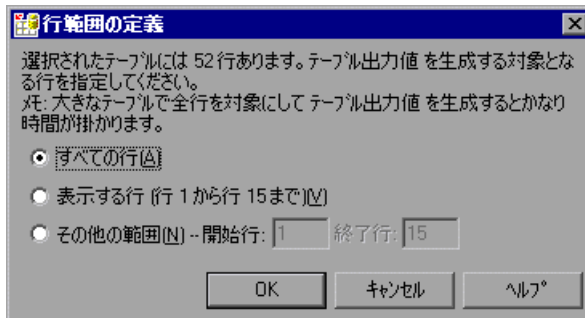 行範囲の定義
選択されたテーブルには 52 行あります。テーブル出力値 を生成する対象とな
る行を指定してください。
メモ: 大きなテーブルで全行を対象にして テーブル出力値 を生成するとかなり
時間が掛かります。
すべての行(A)
表示する行 (行 1 から行 15 まで)(V)
その他の範囲(N) -- 開始行: 1 終了行: 15
OK キャンセル ヘルプ